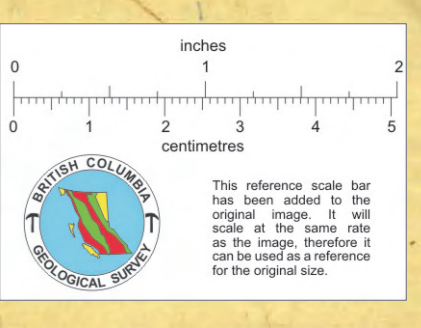 inches
0 1 2
0 1 2 3 4 5
centimetres
BRITISH COLUMBIA
GEOLOGICAL SURVEY
This reference scale bar
has been added to the
original image. It will
scale at the same rate
as the image, therefore it
can be used as a reference
for the original size.